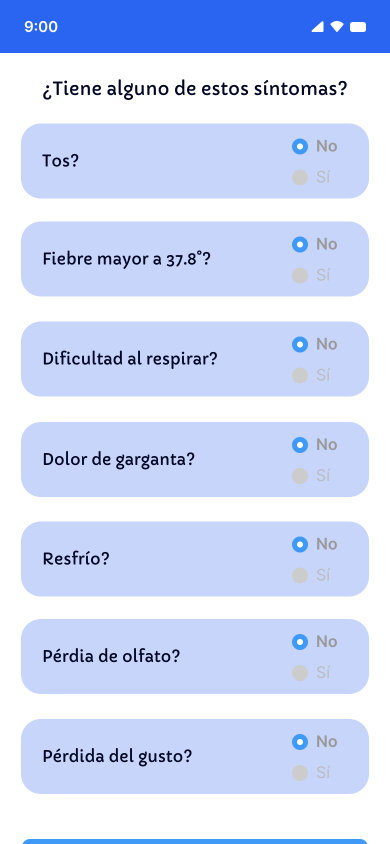 9:00
¿Tiene alguno de estos síntomas?
Tos?
No
Sí
Fiebre mayor a 37.8°?
No
Sí
Dificultad al respirar?
No
Sí
Dolor de garganta?
No
Sí
Resfrío?
No
Sí
Pérdia de olfato?
No
Sí
Pérdida del gusto?
No
Sí